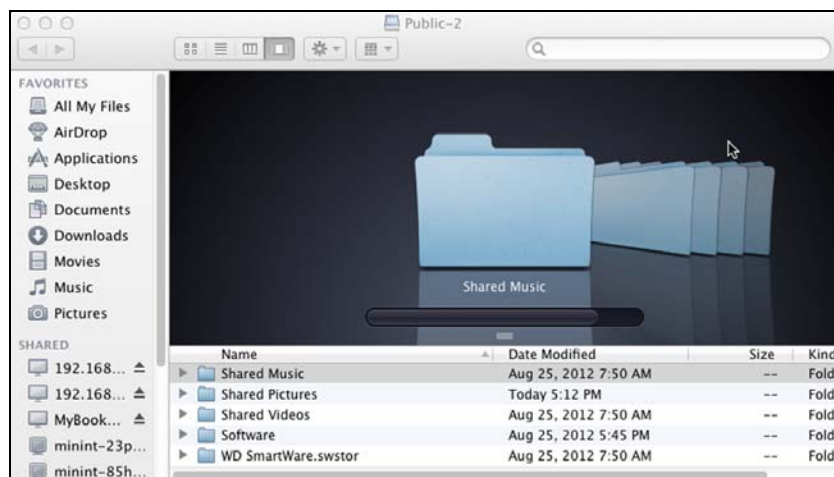 Public-2
FAVORITES
All My Files
AirDrop
Applications
Desktop
Documents
Downloads
Movies
Music
Pictures
SHARED
192.168...
192.168...
MyBook...
minint-23p...
minint-85h...
Shared Music
Name Date Modified Size Kind
Shared Music Aug 25, 2012 7:50 AM -- Fold
Shared Pictures Today 5:12 PM -- Fold
Shared Videos Aug 25, 2012 7:50 AM -- Fold
Software Aug 25, 2012 5:45 PM -- Fold
WD SmartWare.swstor Aug 25, 2012 7:50 AM -- Fold